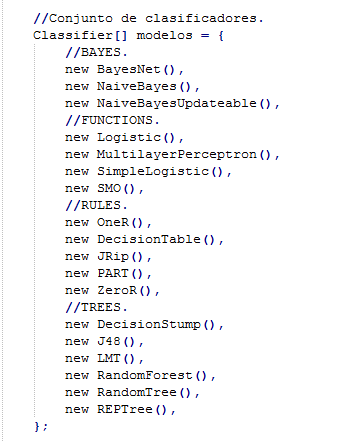 //Conjunto de clasificadores.
Classifier[] modelos = {
//BAYES.
new BayesNet(),
new NaiveBayes(),
new NaiveBayesUpdateable(),
//FUNCTIONS.
new Logistic(),
new MultilayerPerceptron(),
new SimpleLogistic(),
new SMO(),
//RULES.
new OneR(),
new DecisionTable(),
new JRip(),
new PART(),
new ZeroR(),
//TREES.
new DecisionStump(),
new J48(),
new LMT(),
new RandomForest(),
new RandomTree(),
new REPTree(),
};